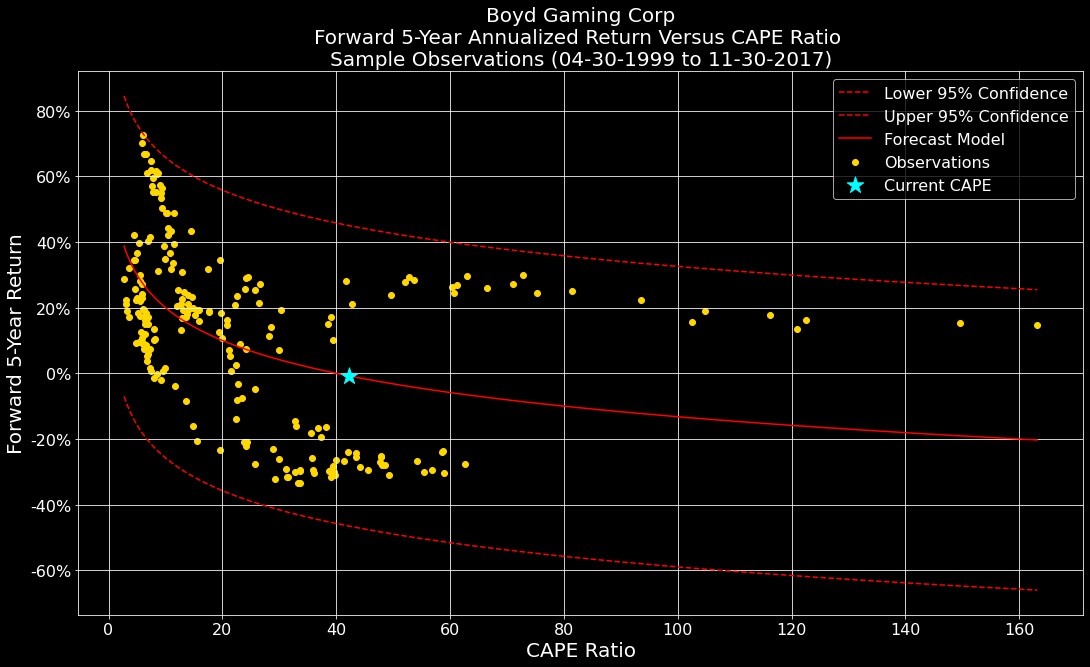 Boyd Gaming Corp
Forward 5-Year Annualized Return Versus CAPE Ratio
Sample Observations (04-30-1999 to 11-30-2017)
Lower 95% Confidence
Upper 95% Confidence
Forecast Model
Observations
Current CAPE
Forward 5-Year Return
80%
60%
40%
20%
0%
-20%
-40%
-60%
0 20 40 60 80 100 120 140 160
CAPE Ratio